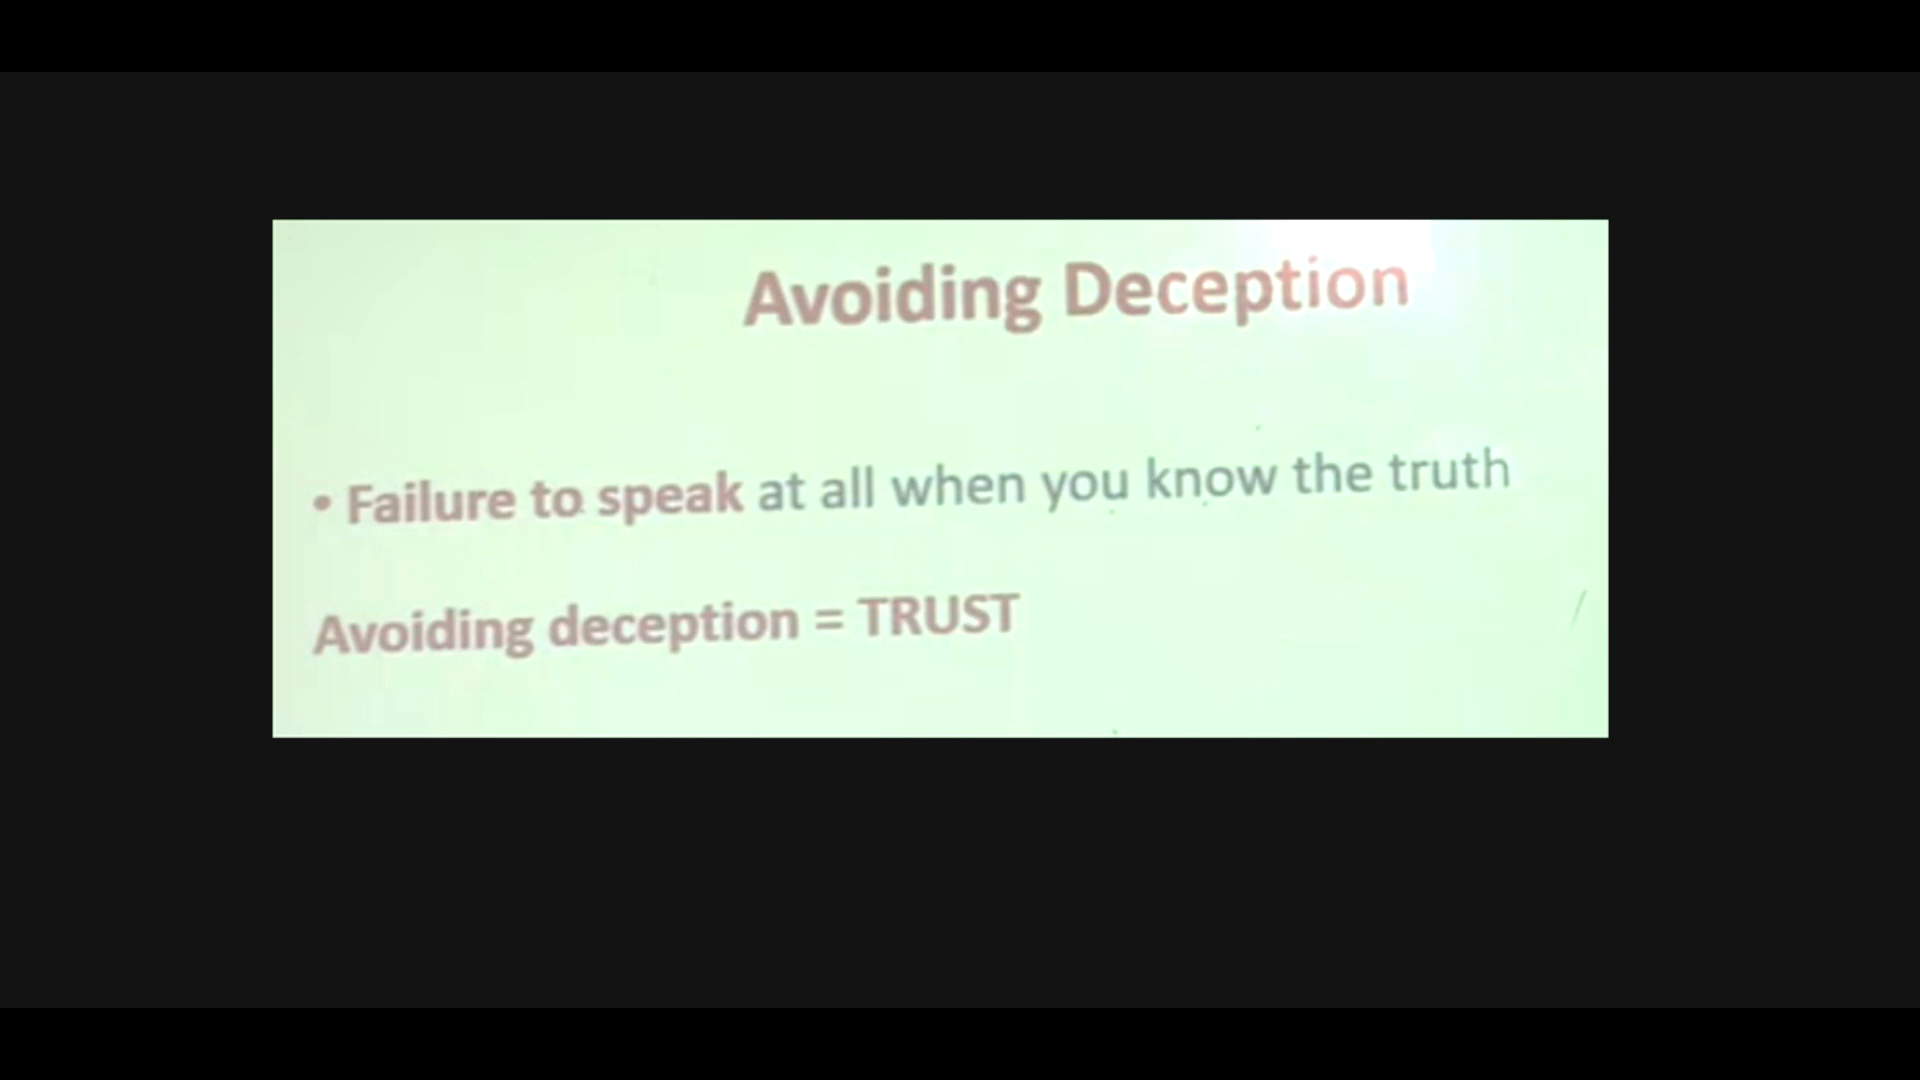 Avoiding Deception
• Failure to speak at all when you know the truth
Avoiding deception = TRUST